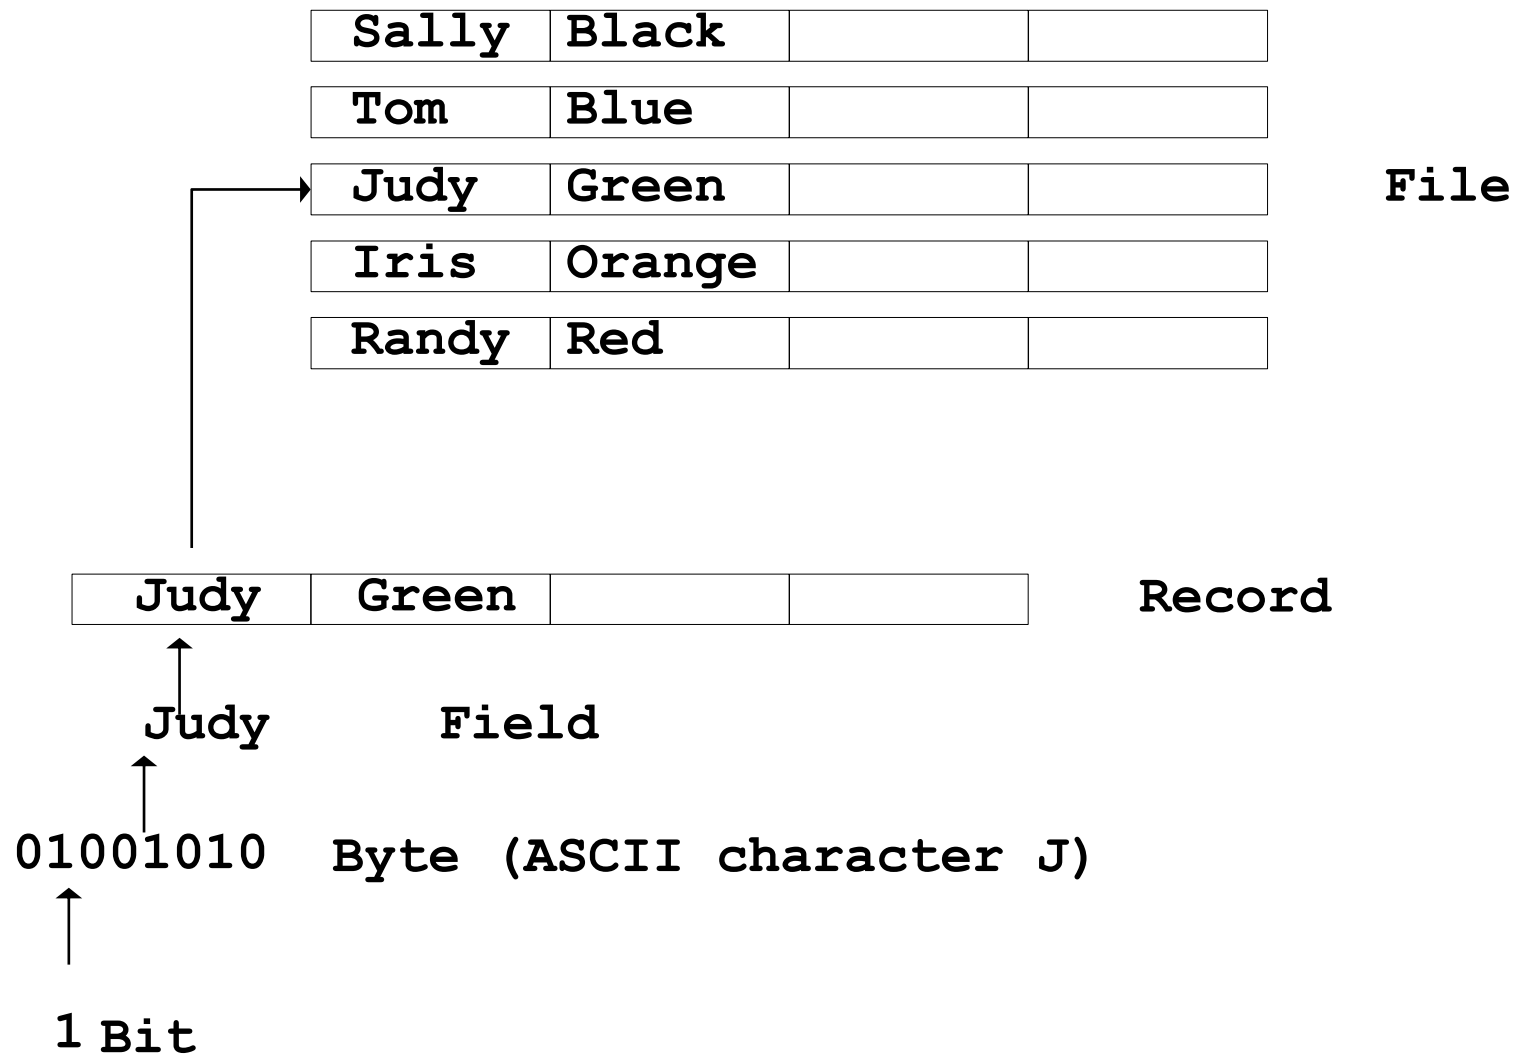 Sally Black
Tom Blue
Judy Green File
Iris Orange
Randy Red
Judy Green Record
Judy Field
01001010 Byte (ASCII character J)
1 Bit